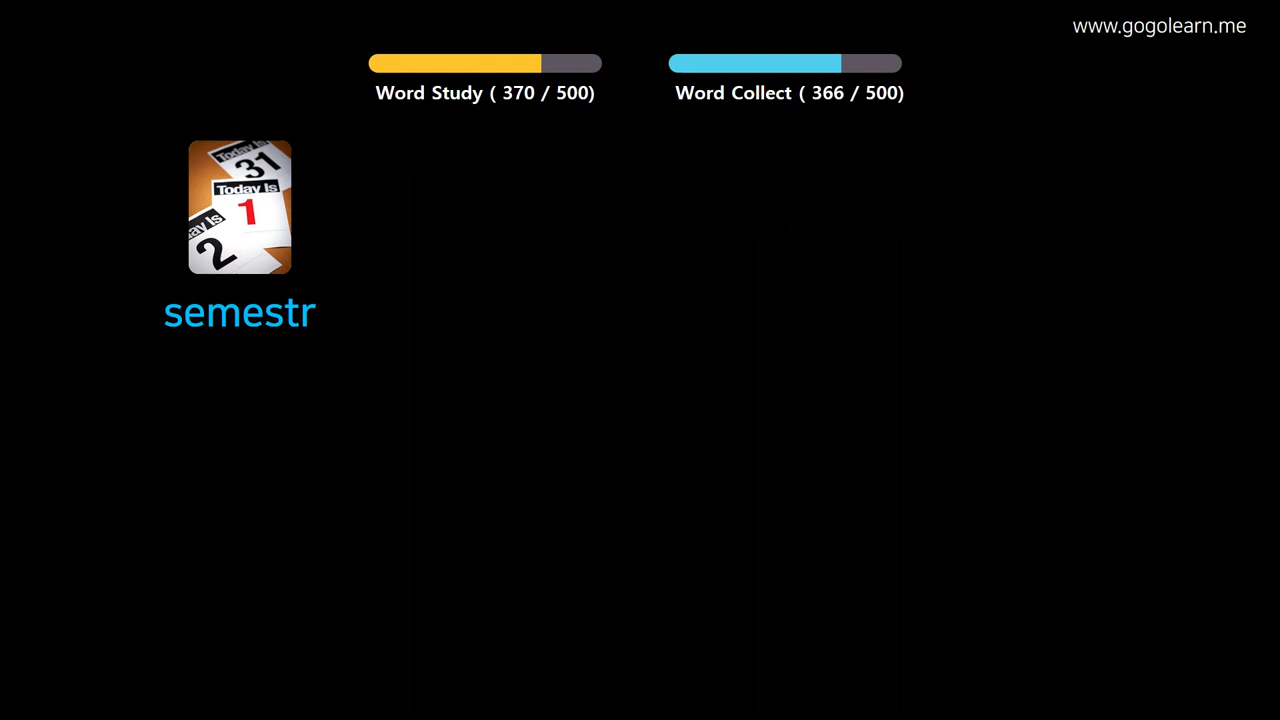 www.gogolearn.me
Word Study ( 370 / 500)
Word Collect ( 366 / 500)
Today Is
31
Today Is
1
ay Is
2
semestr